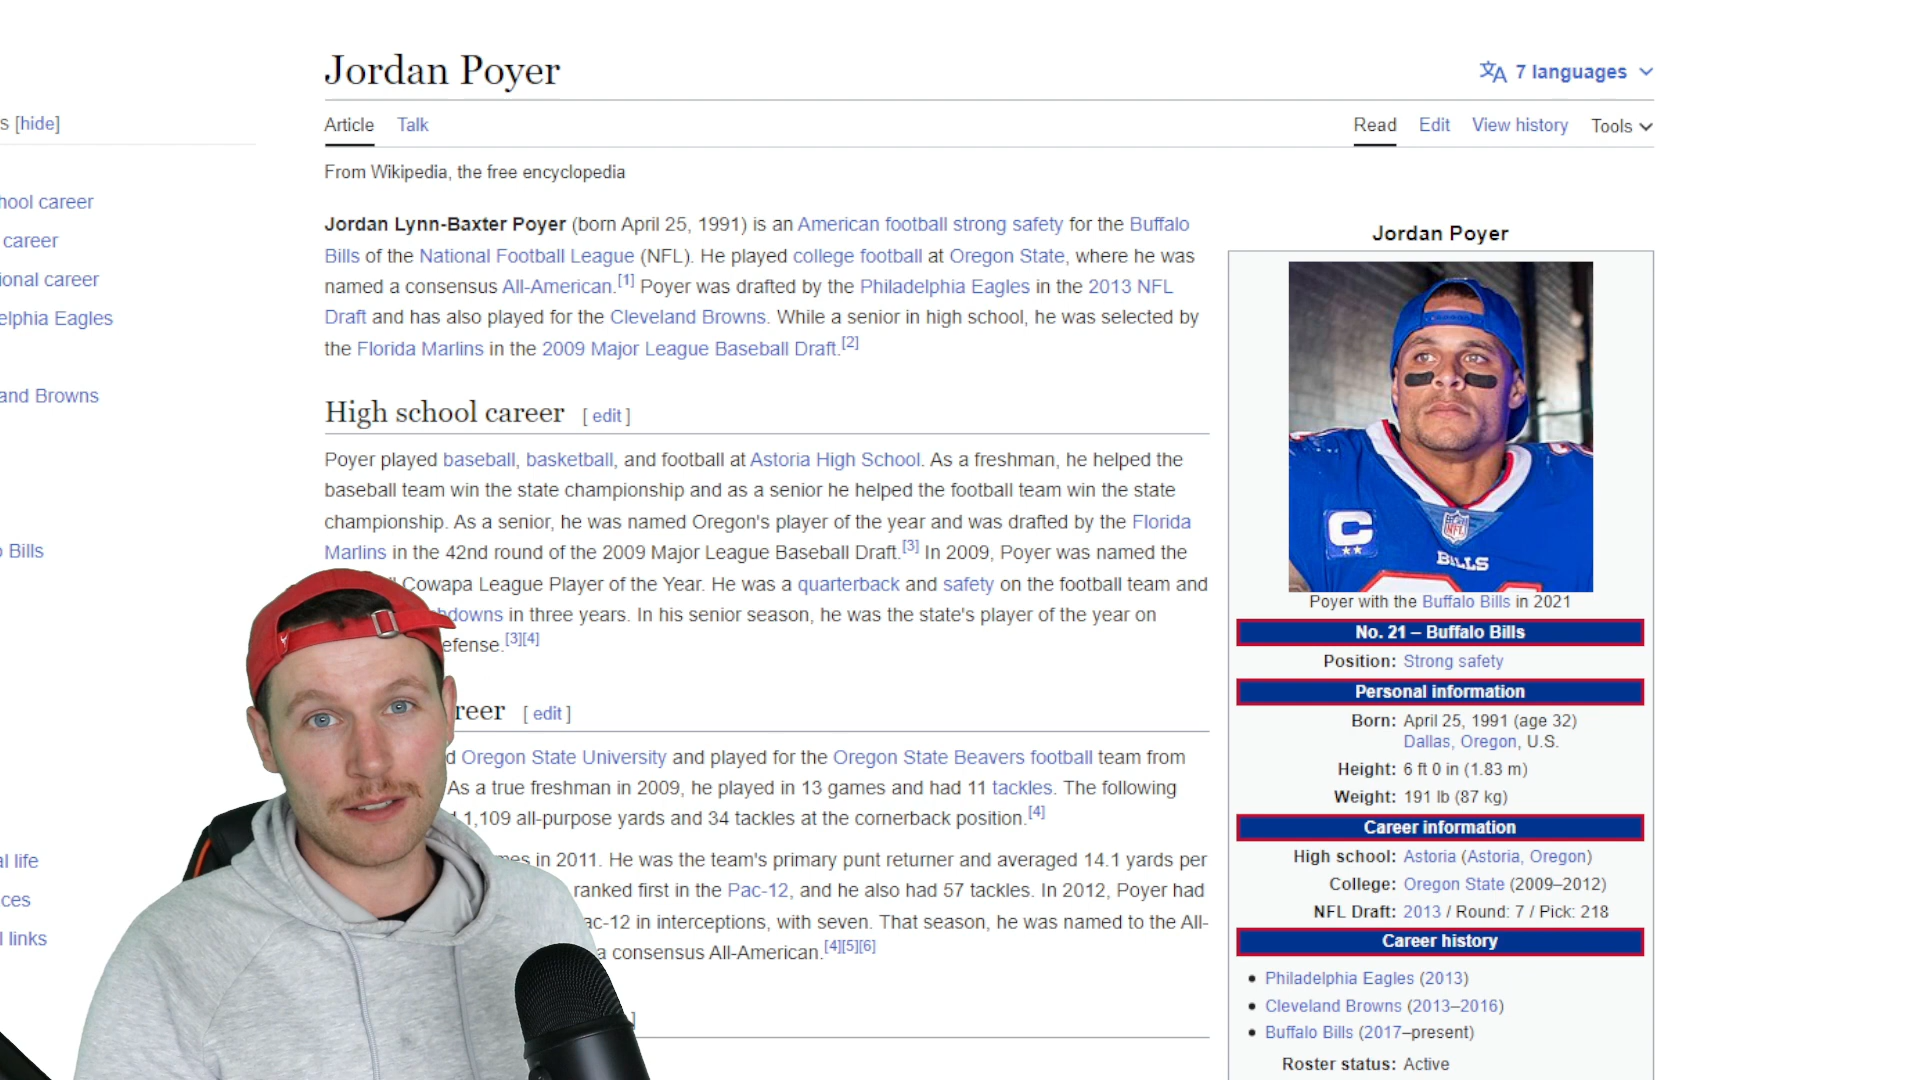 Jordan Poyer
7 languages
s [hide]
Article Talk
Read Edit View history Tools
From Wikipedia, the free encyclopedia
hool career
career
ional career
elphia Eagles
and Browns
Bills
al life
ces
l links
Jordan Lynn-Baxter Poyer (born April 25, 1991) is an American football strong safety for the Buffalo
Bills of the National Football League (NFL). He played college football at Oregon State, where he was
named a consensus All-American.[1] Poyer was drafted by the Philadelphia Eagles in the 2013 NFL
Draft and has also played for the Cleveland Browns. While a senior in high school, he was selected by
the Florida Marlins in the 2009 Major League Baseball Draft.[2]
High school career [ edit ]
Poyer played baseball, basketball, and football at Astoria High School. As a freshman, he helped the
baseball team win the state championship and as a senior he helped the football team win the state
championship. As a senior, he was named Oregon's player of the year and was drafted by the Florida
Marlins in the 42nd round of the 2009 Major League Baseball Draft.[3] In 2009, Poyer was named the
Cowapa League Player of the Year. He was a quarterback and safety on the football team and
hdowns in three years. In his senior season, he was the state's player of the year on
efense.[3][4]
reer [ edit ]
d Oregon State University and played for the Oregon State Beavers football team from
As a true freshman in 2009, he played in 13 games and had 11 tackles. The following
1,109 all-purpose yards and 34 tackles at the cornerback position.[4]
mes in 2011. He was the team's primary punt returner and averaged 14.1 yards per
ranked first in the Pac-12, and he also had 57 tackles. In 2012, Poyer had
ac-12 in interceptions, with seven. That season, he was named to the All-
a consensus All-American.[4][5][6]
]
Jordan Poyer
C
NFL
BILLS
Poyer with the Buffalo Bills in 2021
No. 21 – Buffalo Bills
Position: Strong safety
Personal information
Born: April 25, 1991 (age 32)
Dallas, Oregon, U.S.
Height: 6 ft 0 in (1.83 m)
Weight: 191 lb (87 kg)
Career information
High school: Astoria (Astoria, Oregon)
College: Oregon State (2009–2012)
NFL Draft: 2013 / Round: 7 / Pick: 218
Career history
• Philadelphia Eagles (2013)
• Cleveland Browns (2013–2016)
• Buffalo Bills (2017–present)
Roster status: Active